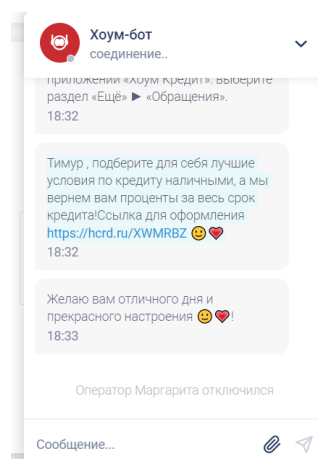 Хоум-бот
соединение..
приложении «Хоум Кредит». Выберите
раздел «Ещё» ► «Обращения».
18:32
Тимур , подберите для себя лучшие
условия по кредиту наличными, а мы
вернем вам проценты за весь срок
кредита!Ссылка для оформления
https://hcrd.ru/XWMRBZ 🙂 ❤️
18:32
Желаю вам отличного дня и
прекрасного настроения 🙂 ❤️!
18:33
Оператор Маргарита отключился
Сообщение...